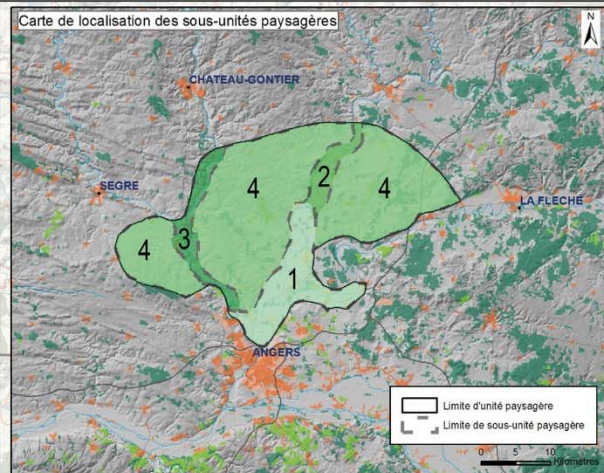 Carte de localisation des sous-unités paysagères
N
CHATEAU-GONTIER
SEGRE
LA FLECHE
4
2
4
4
3
1
ANGERS
Limite d'unité paysagère
Limite de sous-unité paysagère
0 5 10
Kilomètres